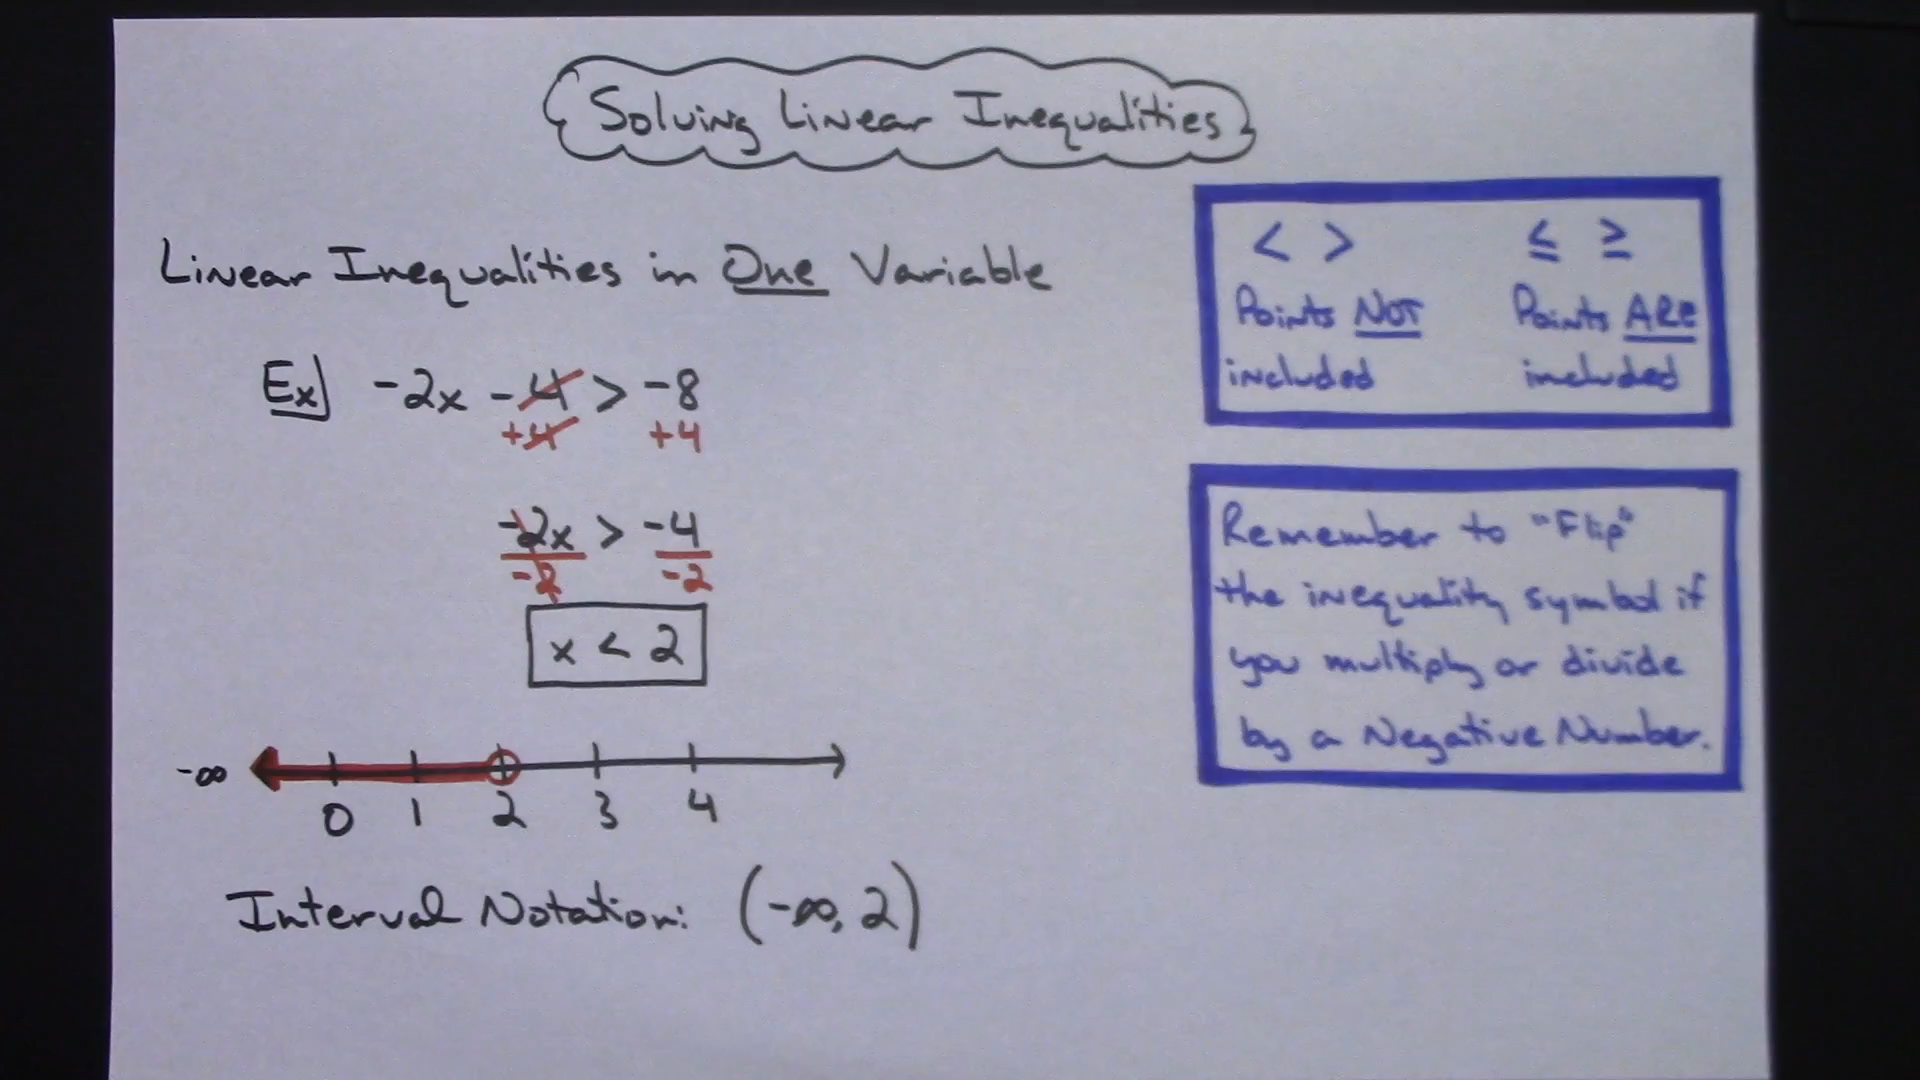 Solving Linear Inequalities
Linear Inequalities in One Variable
Ex) -2x - 4 > -8
+4 +4
-2x > -4
-2 -2
x < 2
-∞ 0 1 2 3 4
Interval Notation: (-∞, 2)
< > ≤ ≥
Points NOT Points ARE
included included
Remember to "Flip"
the inequality symbol if
you multiply or divide
by a Negative Number.